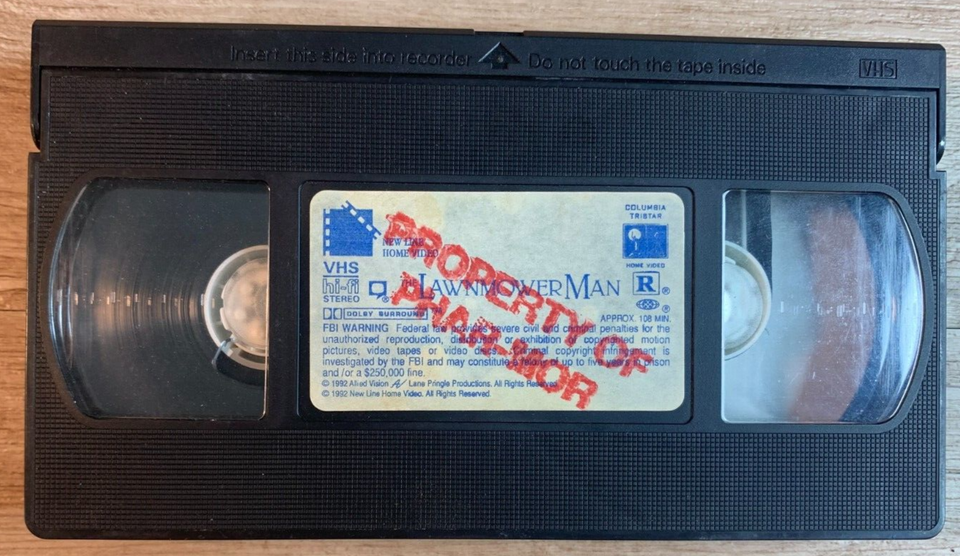 Insert this side into recorder Do not touch the tape inside VHS
NEW LINE
HOME VIDEO
COLUMBIA
TRISTAR
HOME VIDEO
VHS
hi-fi
STEREO
THE LAWNMOWER MAN
R ®
DOLBY SURROUND™
APPROX. 108 MIN.
FBI WARNING Federal law provides severe civil and criminal penalties for the
unauthorized reproduction, distribution or exhibition of copyrighted motion
pictures, video tapes or video discs. Criminal copyright infringement is
investigated by the FBI and may constitute a felony of up to five years in prison
and /or a $250,000 fine.
© 1992 Allied Vision Lane Pringle Productions. All Rights Reserved.
© 1992 New Line Home Video. All Rights Reserved.
PROPERTY OF
PHAR-MOR